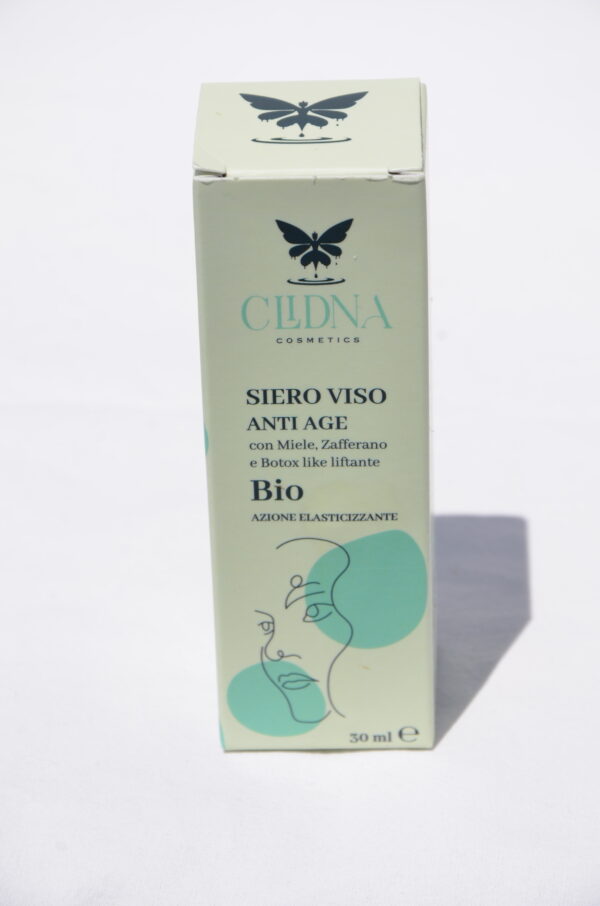 CLIDNA
COSMETICS
SIERO VISO
ANTI AGE
con Miele, Zafferano
e Botox like liftante
Bio
AZIONE ELASTICIZZANTE
30 ml ℮